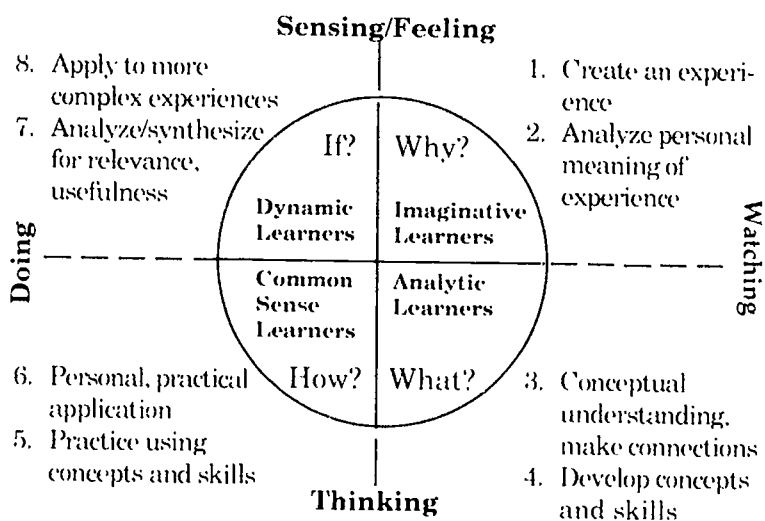 Sensing/Feeling
8. Apply to more
complex experiences
7. Analyze/synthesize
for relevance,
usefulness
1. Create an experi-
ence
2. Analyze personal
meaning of
experience
If?
Why?
Dynamic
Learners
Imaginative
Learners
Doing
Watching
Common
Sense
Learners
Analytic
Learners
How?
What?
6. Personal, practical
application
5. Practice using
concepts and skills
3. Conceptual
understanding,
make connections
4. Develop concepts
and skills
Thinking